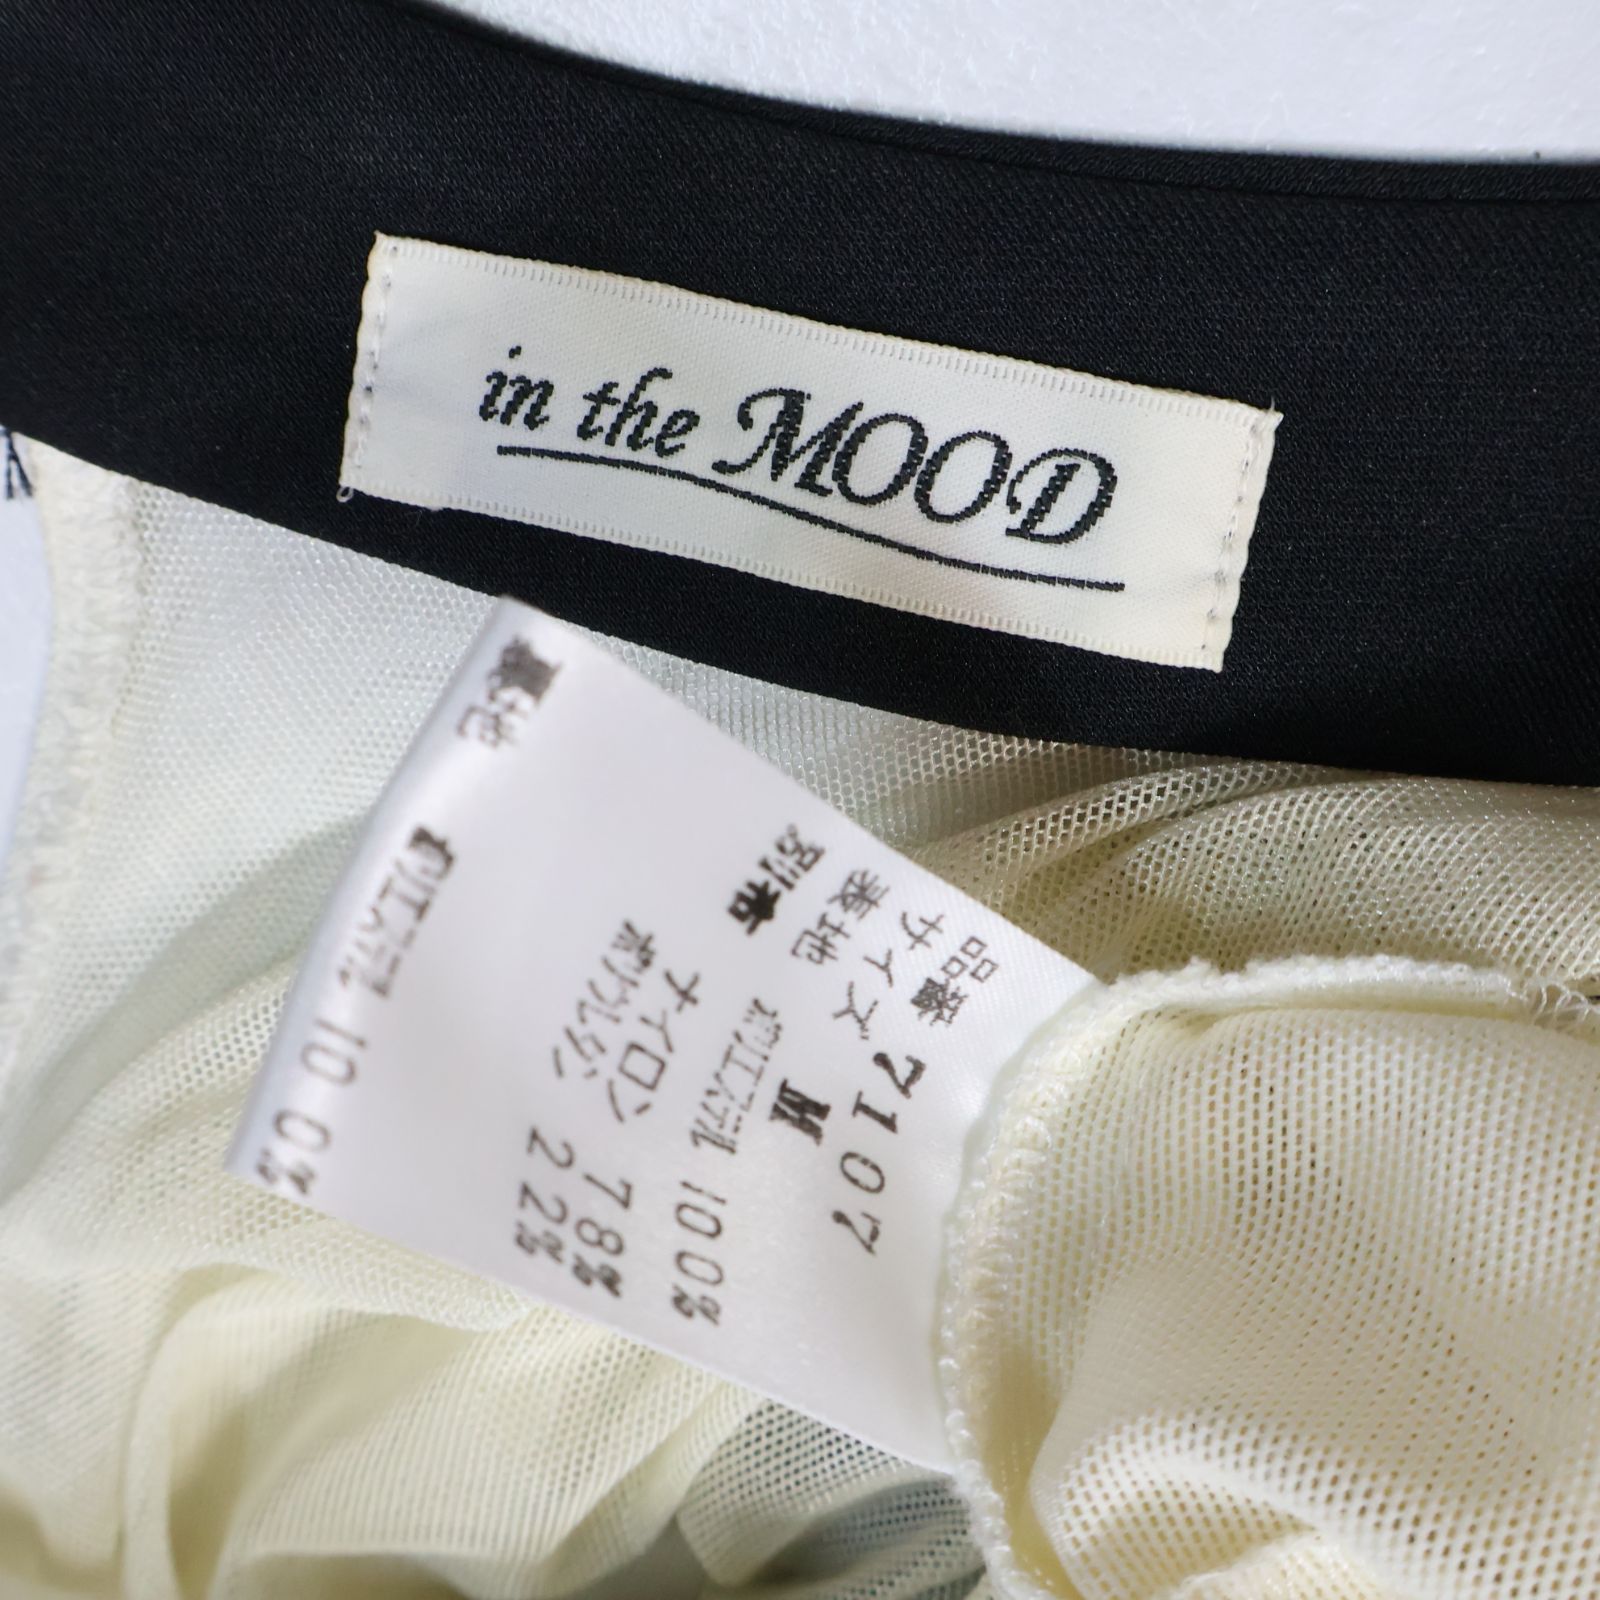 in the MOOD
品番 7107
サイズ M
表地 ポリエステル 100%
別布 ナイロン 78%
ポリウレタン 22%
裏地 ポリエステル 100%